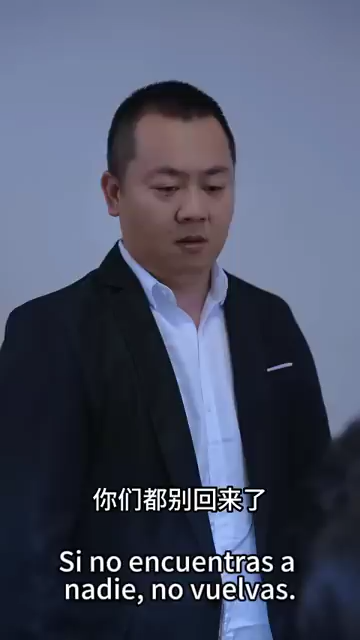 你们都别回来了
Si no encuentras a
nadie, no vuelvas.